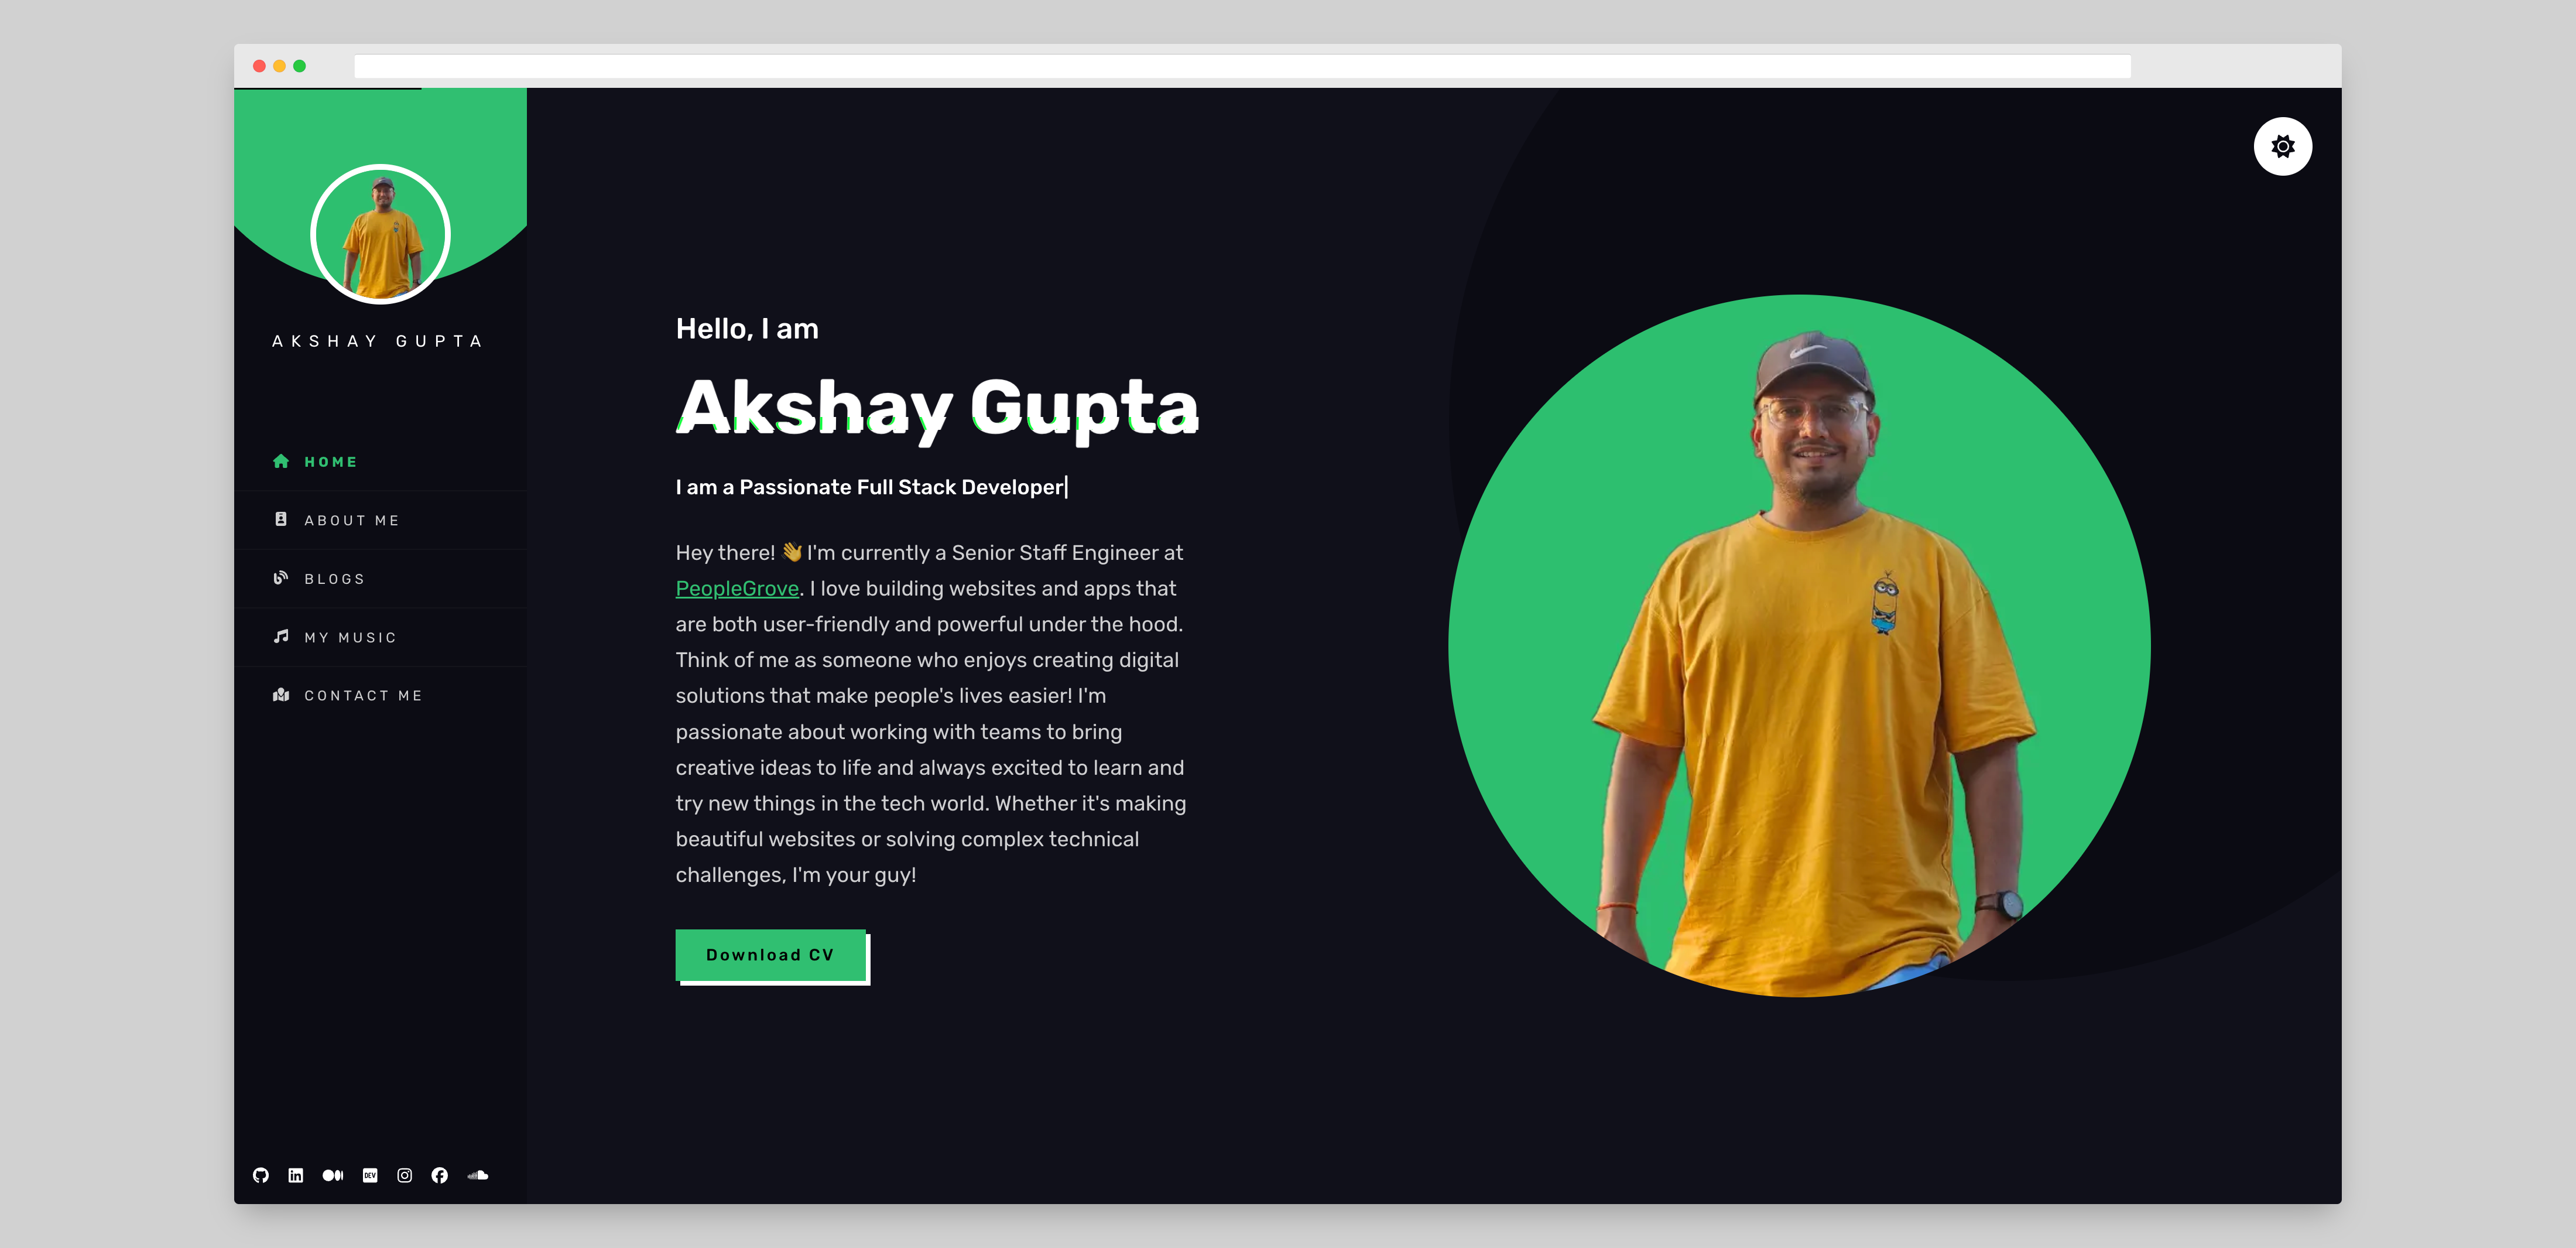 AKSHAY GUPTA
HOME
ABOUT ME
BLOGS
MY MUSIC
CONTACT ME
Hello, I am
Akshay Gupta
I am a Passionate Full Stack Developer|
Hey there! 👋 I'm currently a Senior Staff Engineer at
PeopleGrove. I love building websites and apps that
are both user-friendly and powerful under the hood.
Think of me as someone who enjoys creating digital
solutions that make people's lives easier! I'm
passionate about working with teams to bring
creative ideas to life and always excited to learn and
try new things in the tech world. Whether it's making
beautiful websites or solving complex technical
challenges, I'm your guy!
Download CV
in
DEV